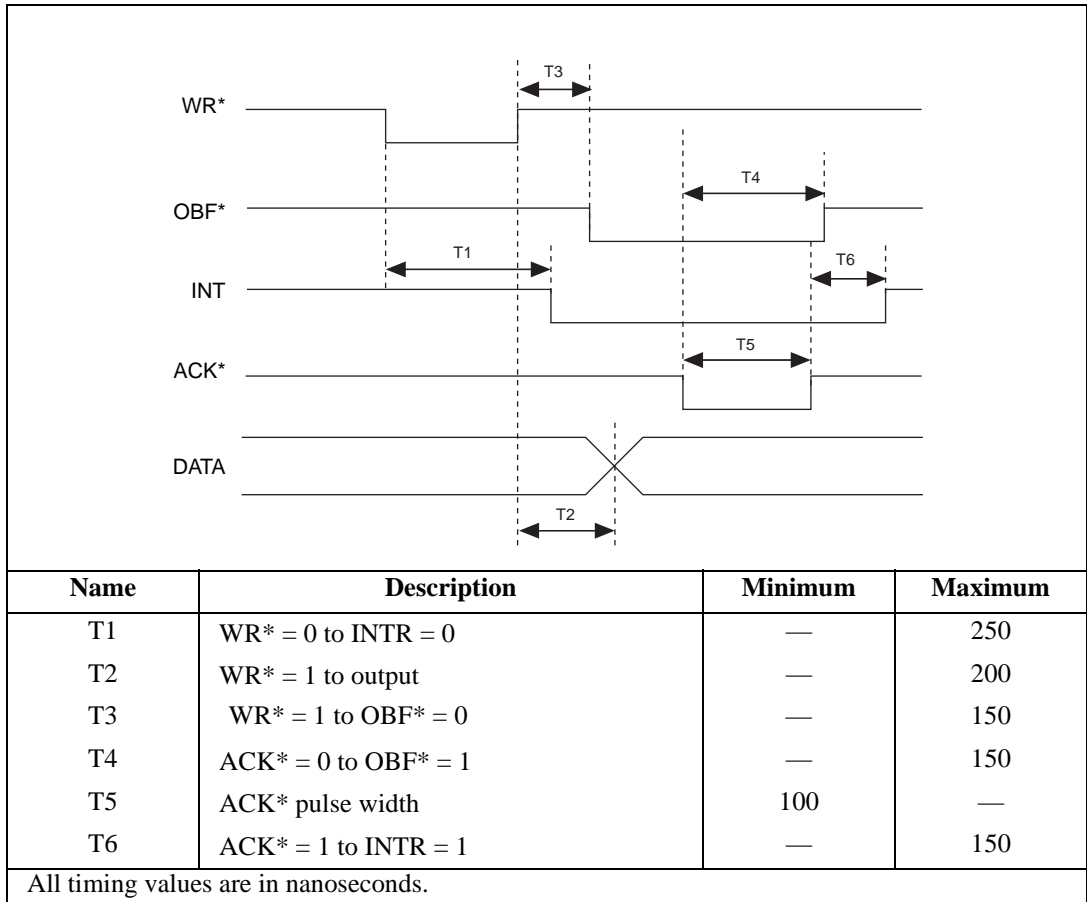 T3
WR*
T4
OBF*
T1
T6
INT
T5
ACK*
DATA
T2
Name Description Minimum Maximum
T1 WR* = 0 to INTR = 0 — 250
T2 WR* = 1 to output — 200
T3 WR* = 1 to OBF* = 0 — 150
T4 ACK* = 0 to OBF* = 1 — 150
T5 ACK* pulse width 100 —
T6 ACK* = 1 to INTR = 1 — 150
All timing values are in nanoseconds.